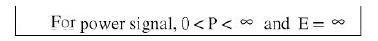 For power signal, 0 < P < ∞ and E = ∞